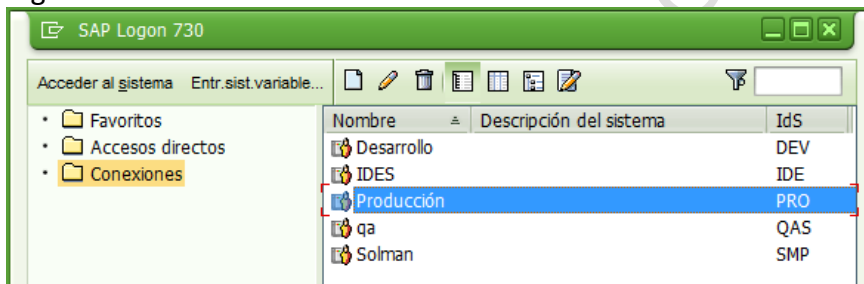 SAP Logon 730
Acceder al sistema Entr.sist.variable...
Favoritos
Accesos directos
Conexiones
Nombre Descripción del sistema IdS
Desarrollo DEV
IDES IDE
Producción PRO
qa QAS
Solman SMP